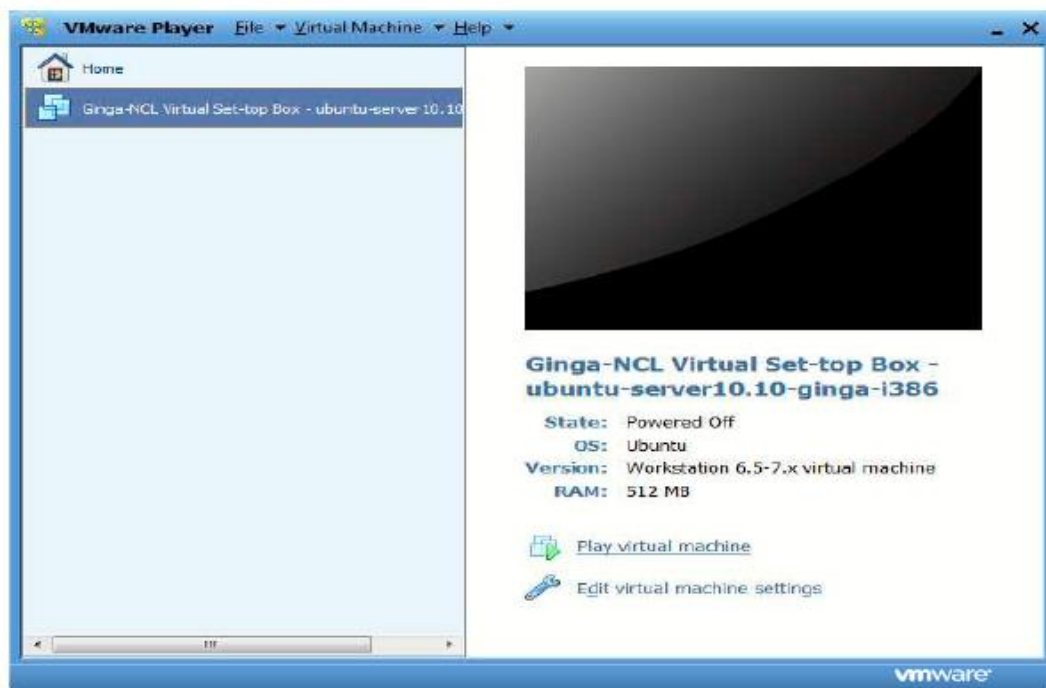 VMware Player File Virtual Machine Help
Home
Ginga-NCL Virtual Set-top Box - ubuntu-server10.10
Ginga-NCL Virtual Set-top Box -
ubuntu-server10.10-ginga-i386
State: Powered Off
OS: Ubuntu
Version: Workstation 6.5-7.x virtual machine
RAM: 512 MB
Play virtual machine
Edit virtual machine settings
vmware